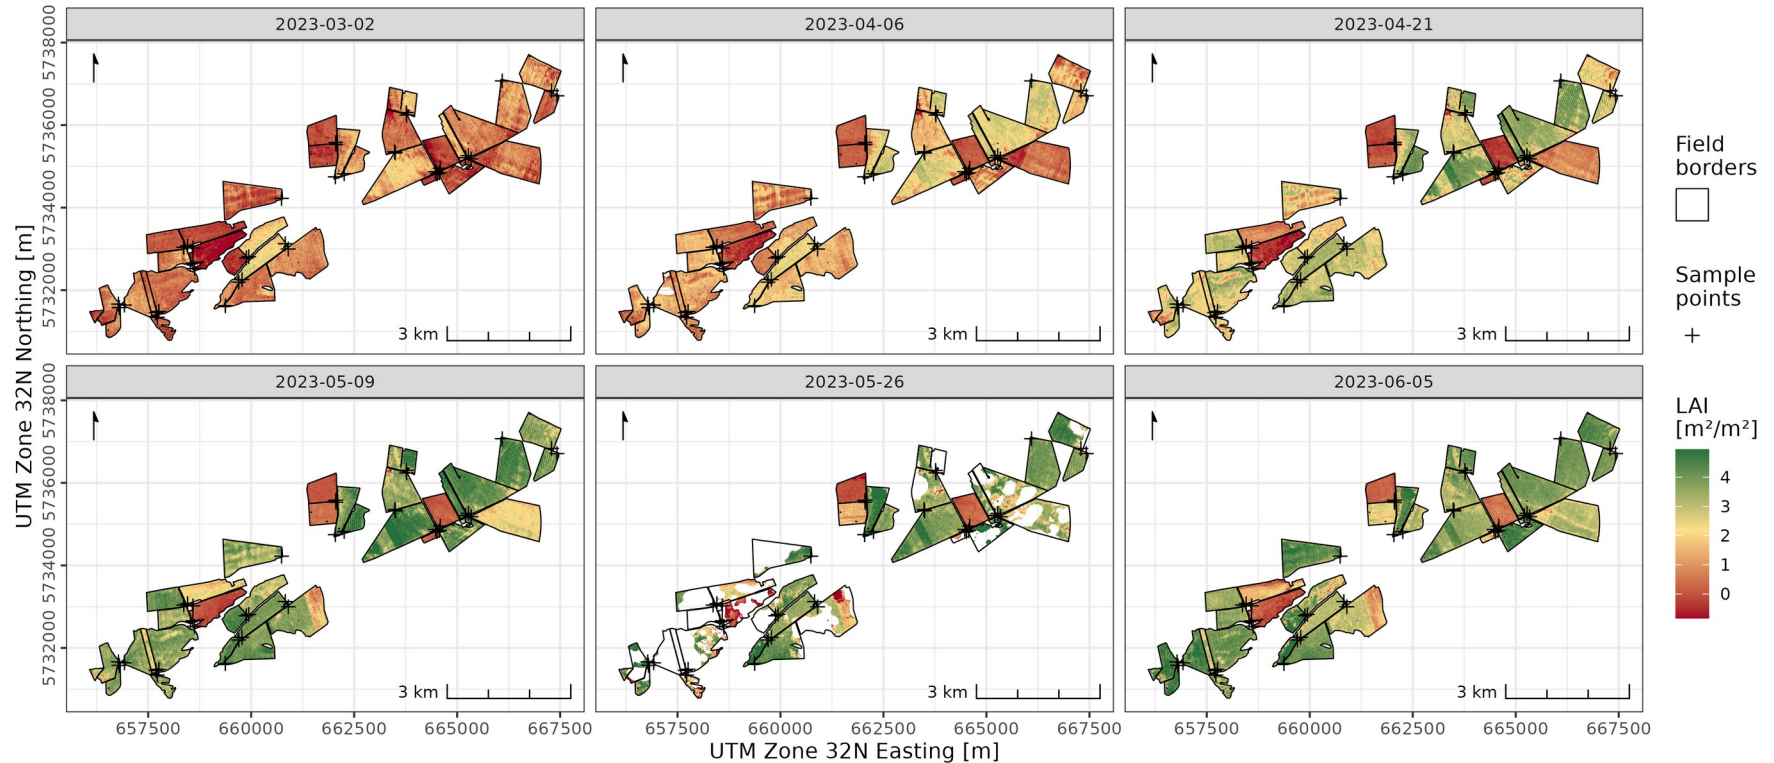 2023-03-02
2023-04-06
2023-04-21
5738000
5736000
5734000
5732000
3 km
3 km
3 km
2023-05-09
2023-05-26
2023-06-05
5738000
5736000
5734000
5732000
3 km
3 km
3 km
657500 660000 662500 665000 667500
657500 660000 662500 665000 667500
657500 660000 662500 665000 667500
UTM Zone 32N Easting [m]
UTM Zone 32N Northing [m]
Field
borders
Sample
points
LAI
[m²/m²]
4
3
2
1
0